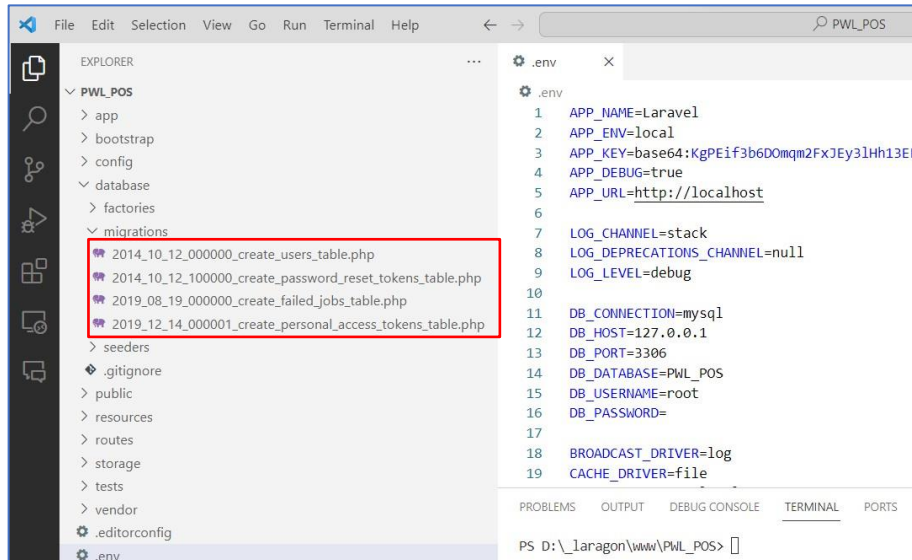 File Edit Selection View Go Run Terminal Help
PWL_POS
EXPLORER
PWL_POS
app
bootstrap
config
database
factories
migrations
2014_10_12_000000_create_users_table.php
2014_10_12_100000_create_password_reset_tokens_table.php
2019_08_19_000000_create_failed_jobs_table.php
2019_12_14_000001_create_personal_access_tokens_table.php
seeders
.gitignore
public
resources
routes
storage
tests
vendor
.editorconfig
.env
.env
.env
1 APP_NAME=Laravel
2 APP_ENV=local
3 APP_KEY=base64:KgPEif3b6DOmqm2FxJEy3lHh13E
4 APP_DEBUG=true
5 APP_URL=http://localhost
6
7 LOG_CHANNEL=stack
8 LOG_DEPRECATIONS_CHANNEL=null
9 LOG_LEVEL=debug
10
11 DB_CONNECTION=mysql
12 DB_HOST=127.0.0.1
13 DB_PORT=3306
14 DB_DATABASE=PWL_POS
15 DB_USERNAME=root
16 DB_PASSWORD=
17
18 BROADCAST_DRIVER=log
19 CACHE_DRIVER=file
PROBLEMS OUTPUT DEBUG CONSOLE TERMINAL PORTS
PS D:\_laragon\www\PWL_POS>